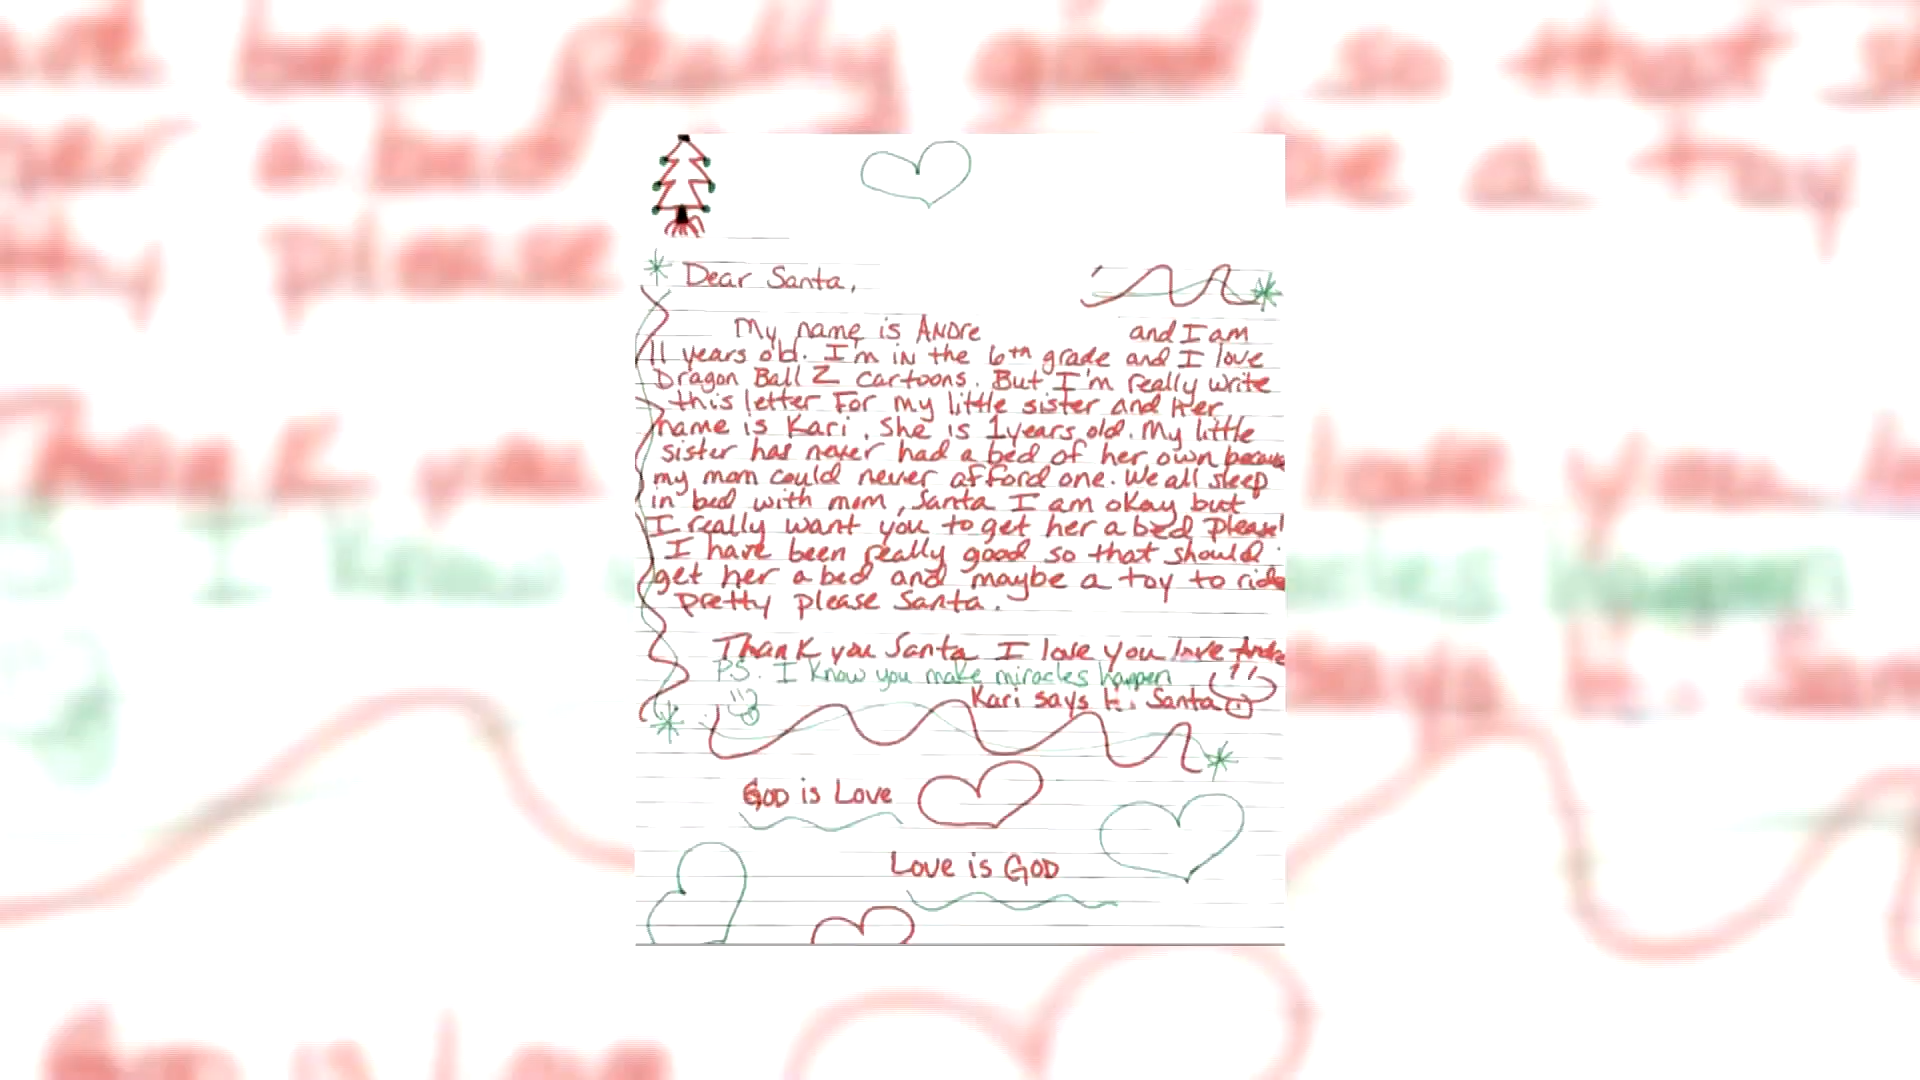 Dear Santa,
My name is Andre and I am
11 years old. I'm in the 6th grade and I love
Dragon Ball Z cartoons. But I'm really write
this letter For my little sister and Her
name is Kari. She is 1years old. My little
sister has never had a bed of her own because
my mom could never afford one. We all sleep
in bed with mom, Santa I am okay but
I really want you to get her a bed please!
I have been really good so that should
get her a bed and maybe a toy to ride
pretty please Santa.
Thank you Santa I love you love Andre
P.S. I know you make miracles happen
Kari says Hi Santa
God is Love
Love is God